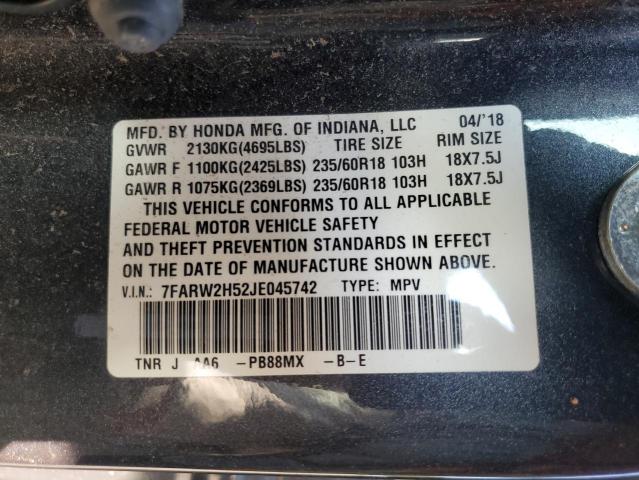 MFD. BY HONDA MFG. OF INDIANA, LLC 04/'18
GVWR 2130KG(4695LBS) TIRE SIZE RIM SIZE
GAWR F 1100KG(2425LBS) 235/60R18 103H 18X7.5J
GAWR R 1075KG(2369LBS) 235/60R18 103H 18X7.5J
THIS VEHICLE CONFORMS TO ALL APPLICABLE
FEDERAL MOTOR VEHICLE SAFETY
AND THEFT PREVENTION STANDARDS IN EFFECT
ON THE DATE OF MANUFACTURE SHOWN ABOVE.
V.I.N.: 7FARW2H52JE045742 TYPE: MPV
TNR J AA6 -PB88MX -B-E